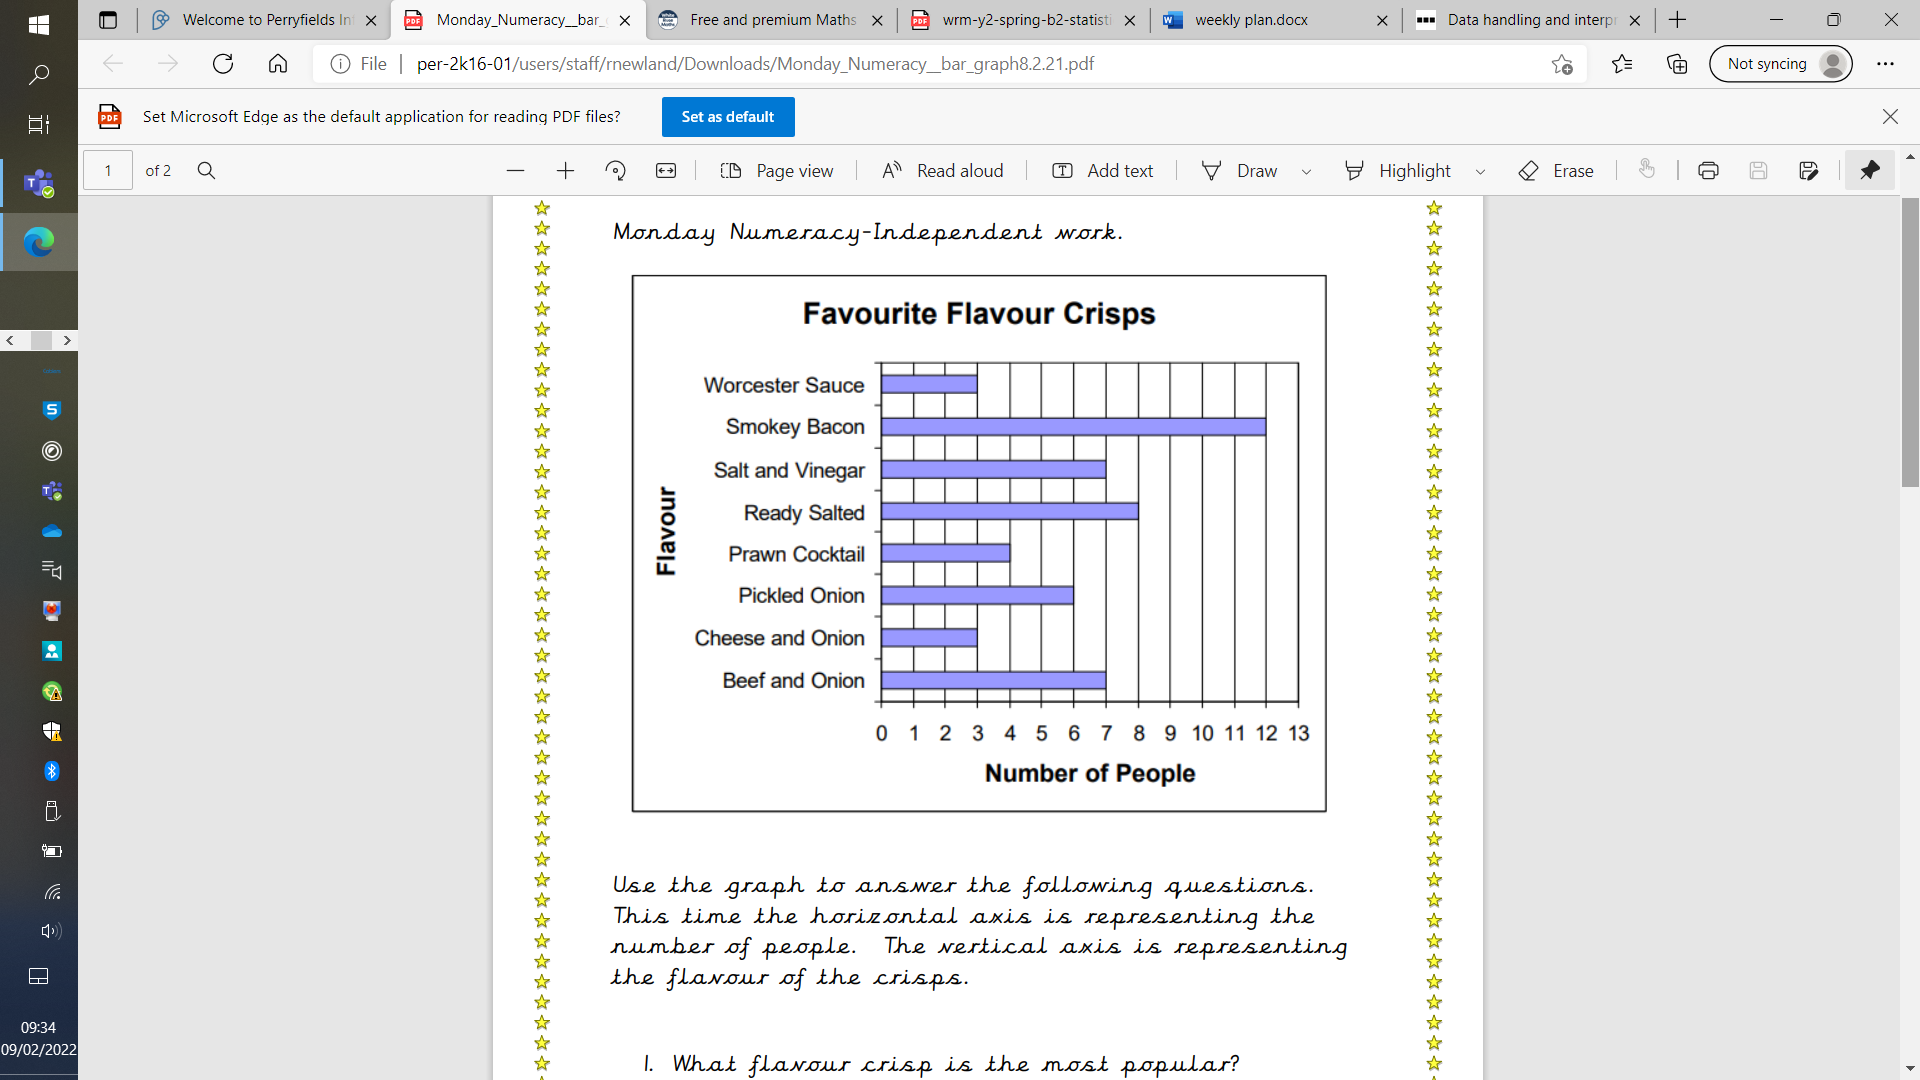 Welcome to Perryfields Int
Monday_Numeracy__bar_
Free and premium Maths
wrm-y2-spring-b2-statisti
weekly plan.docx
Data handling and interpr
File | per-2k16-01/users/staff/rnewland/Downloads/Monday_Numeracy__bar_graph8.2.21.pdf
Not syncing
PDF Set Microsoft Edge as the default application for reading PDF files? Set as default
1 of 2 Page view Read aloud Add text Draw Highlight Erase
Monday Numeracy-Independent work.
Favourite Flavour Crisps
Flavour
Worcester Sauce
Smokey Bacon
Salt and Vinegar
Ready Salted
Prawn Cocktail
Pickled Onion
Cheese and Onion
Beef and Onion
0 1 2 3 4 5 6 7 8 9 10 11 12 13
Number of People
Use the graph to answer the following questions.
This time the horizontal axis is representing the
number of people. The vertical axis is representing
the flavour of the crisps.
1. What flavour crisp is the most popular?
09:34
09/02/2022